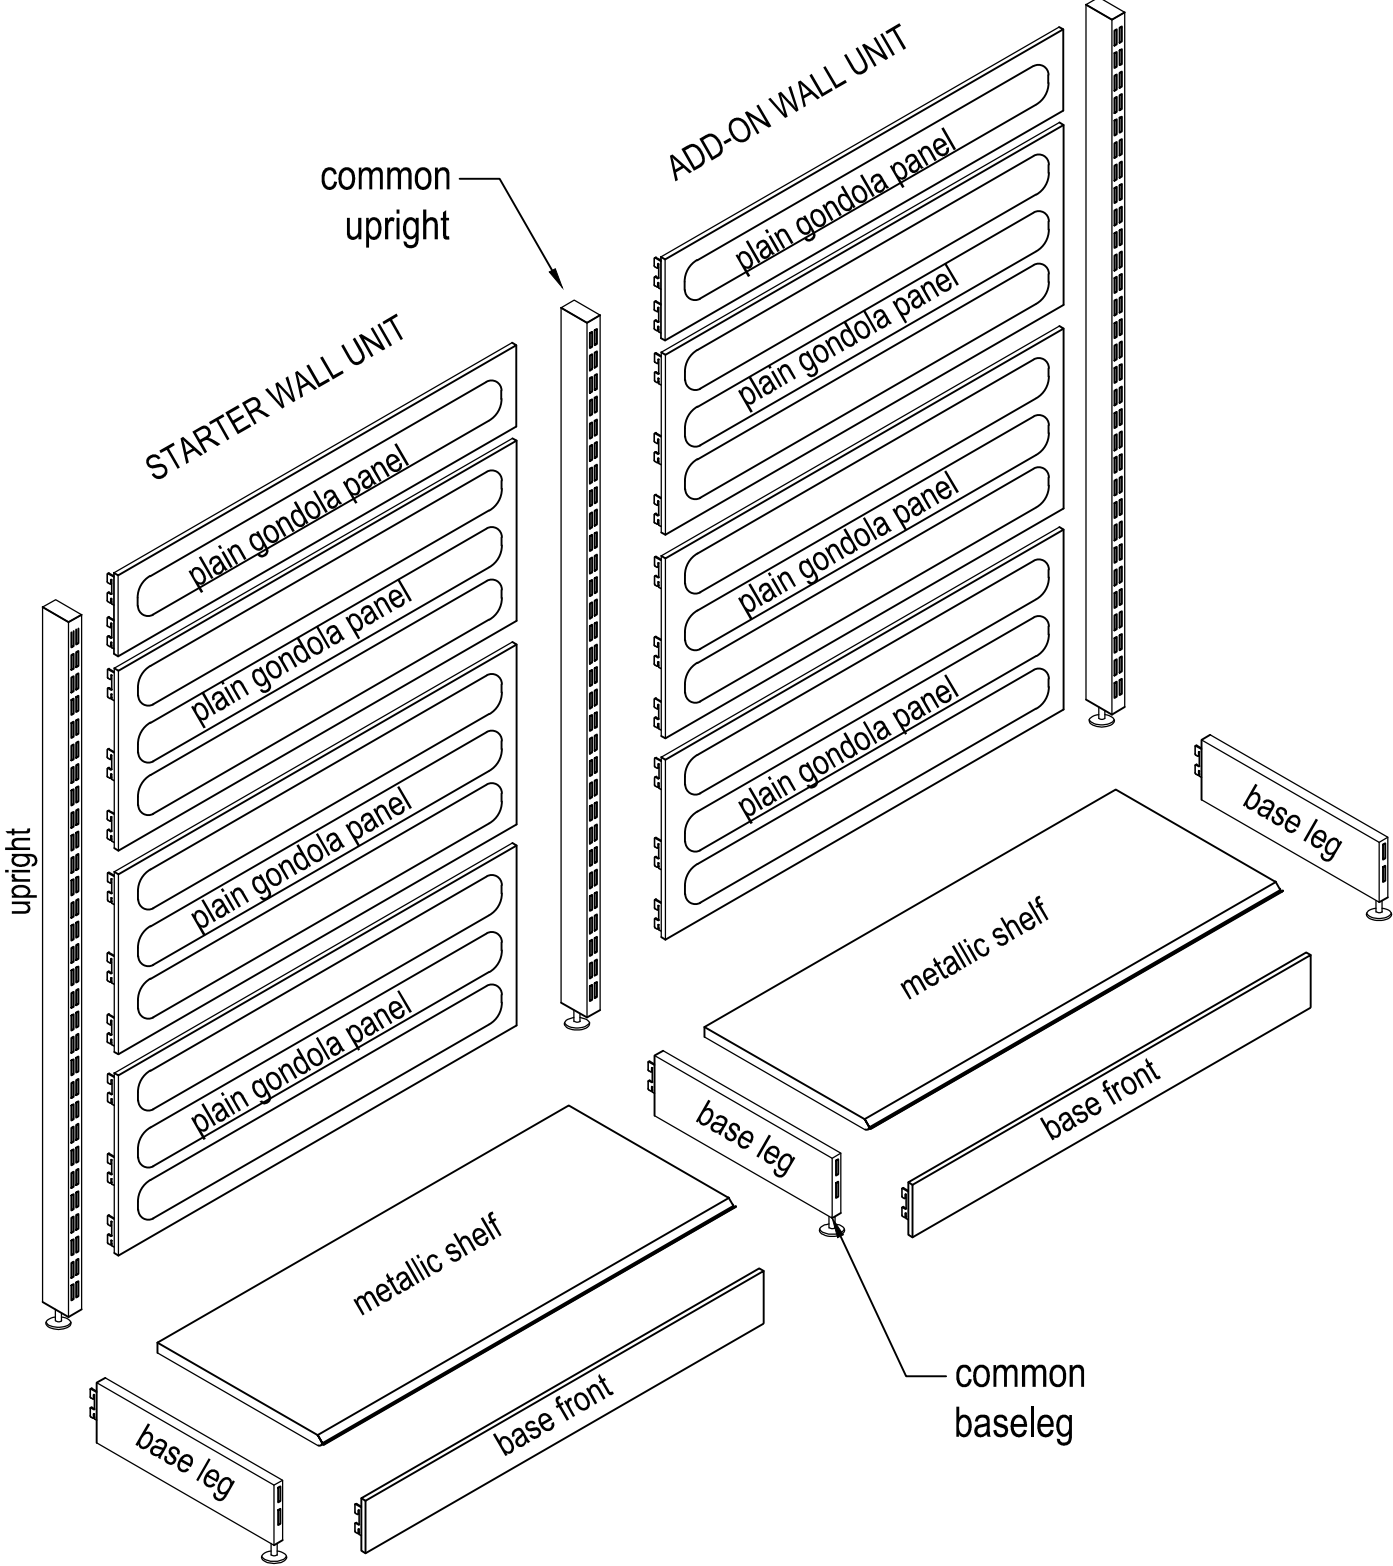 ADD-ON WALL UNIT
common
upright
plain gondola panel
plain gondola panel
plain gondola panel
plain gondola panel
STARTER WALL UNIT
plain gondola panel
plain gondola panel
plain gondola panel
plain gondola panel
upright
base leg
metallic shelf
base front
base leg
metallic shelf
base front
base leg
common
baseleg